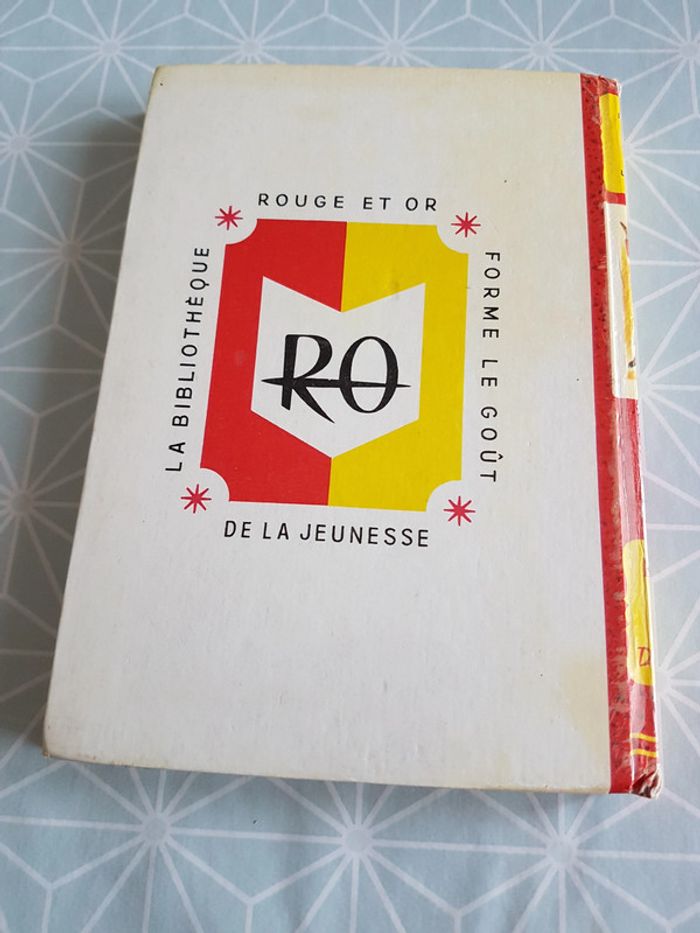 LA BIBLIOTHÈQUE
ROUGE ET OR
FORME LE GOÛT
DE LA JEUNESSE
RO